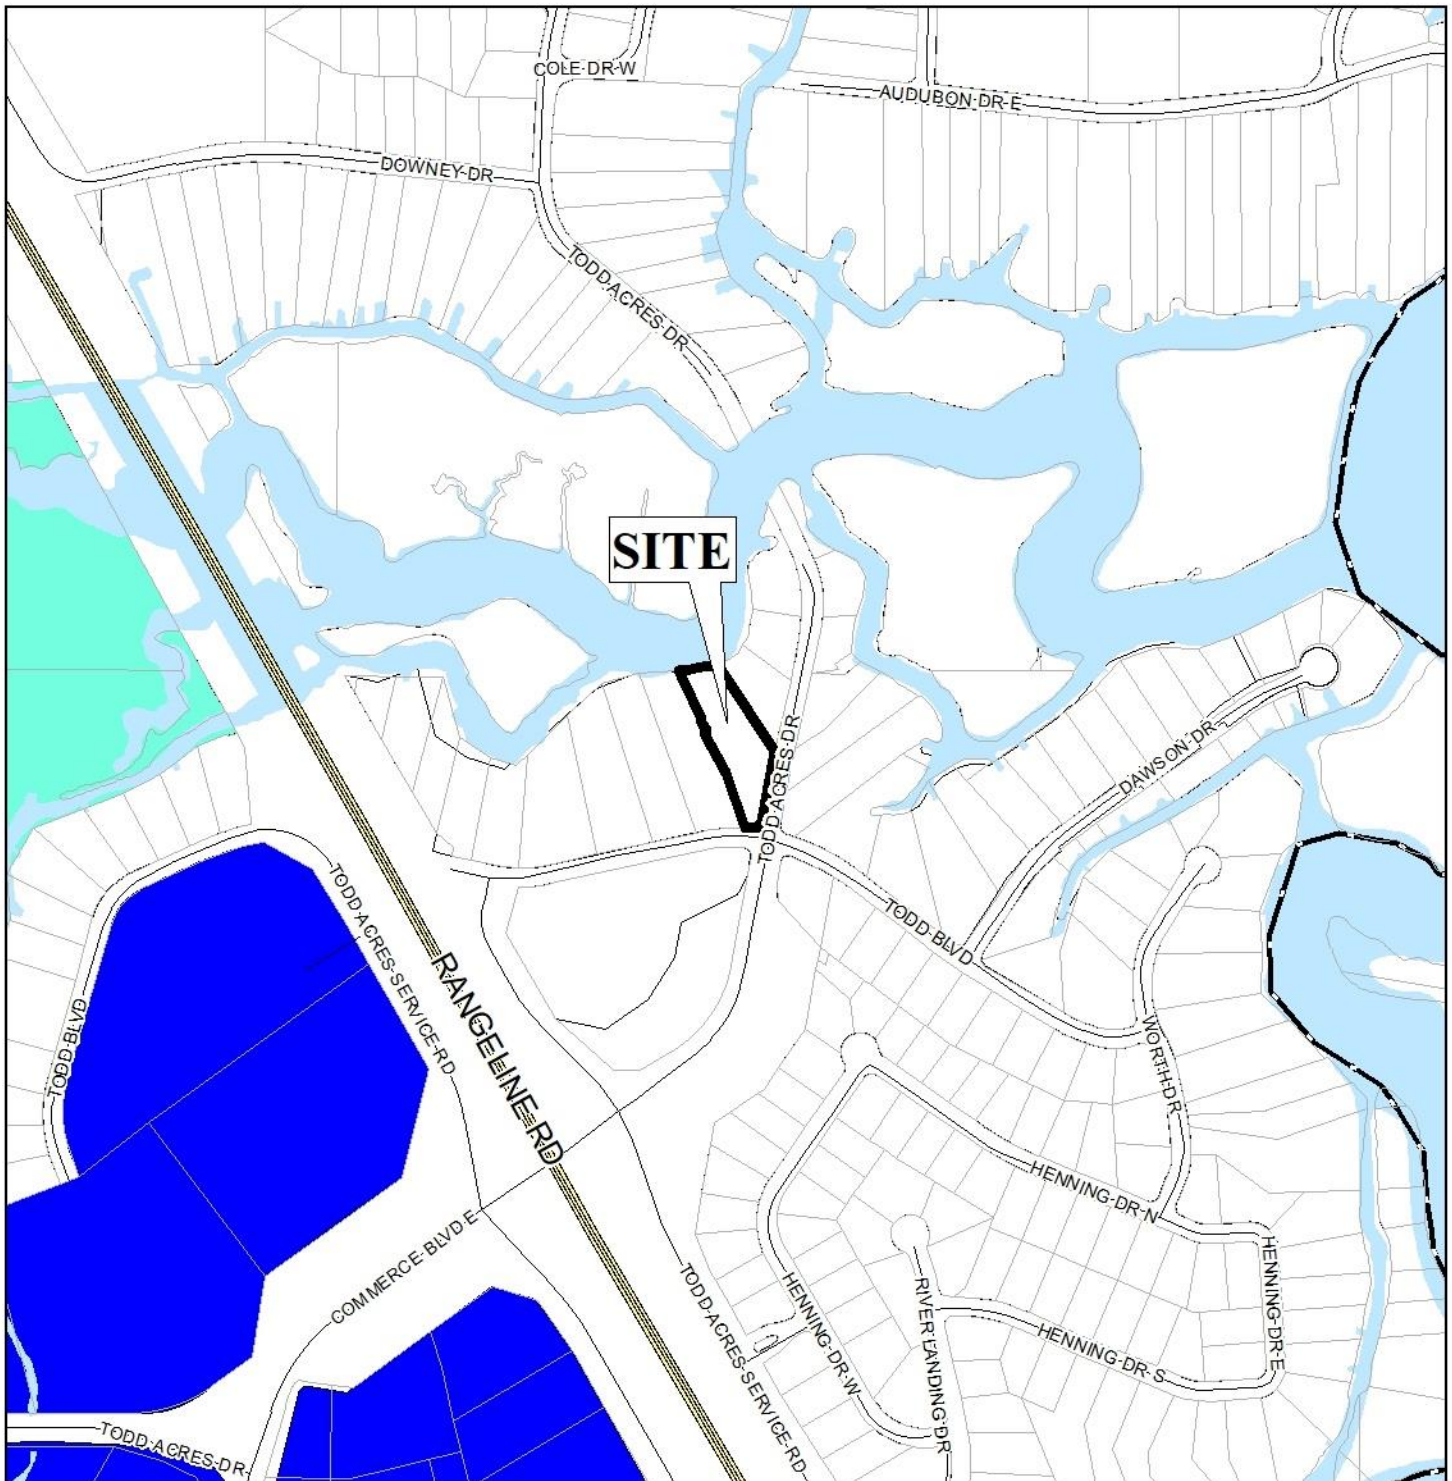 COLE DR W
AUDUBON DR E
DOWNEY DR
TODD ACRES DR
SITE
DAWSON DR
TODD ACRES DR
TODD ACRES SERVICE RD
TODD BLVD
RANGELINE RD
TODD BLVD
WORTH DR
HENNING DR N
COMMERCE BLVD E
HENNING DR E
TODD ACRES SERVICE RD
HENNING DR W
RIVER LANDING DR
HENNING DR S
TODD ACRES DR